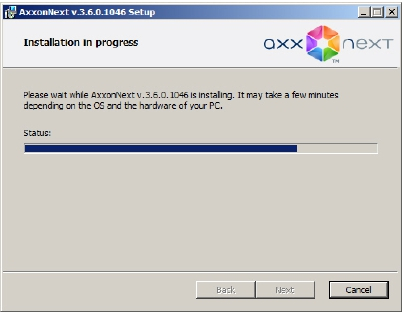 AxxonNext v.3.6.0.1046 Setup
Installation in progress
axxonnext
TM
Please wait while AxxonNext v.3.6.0.1046 is installing. It may take a few minutes
depending on the OS and the hardware of your PC.
Status:
Back
Next
Cancel